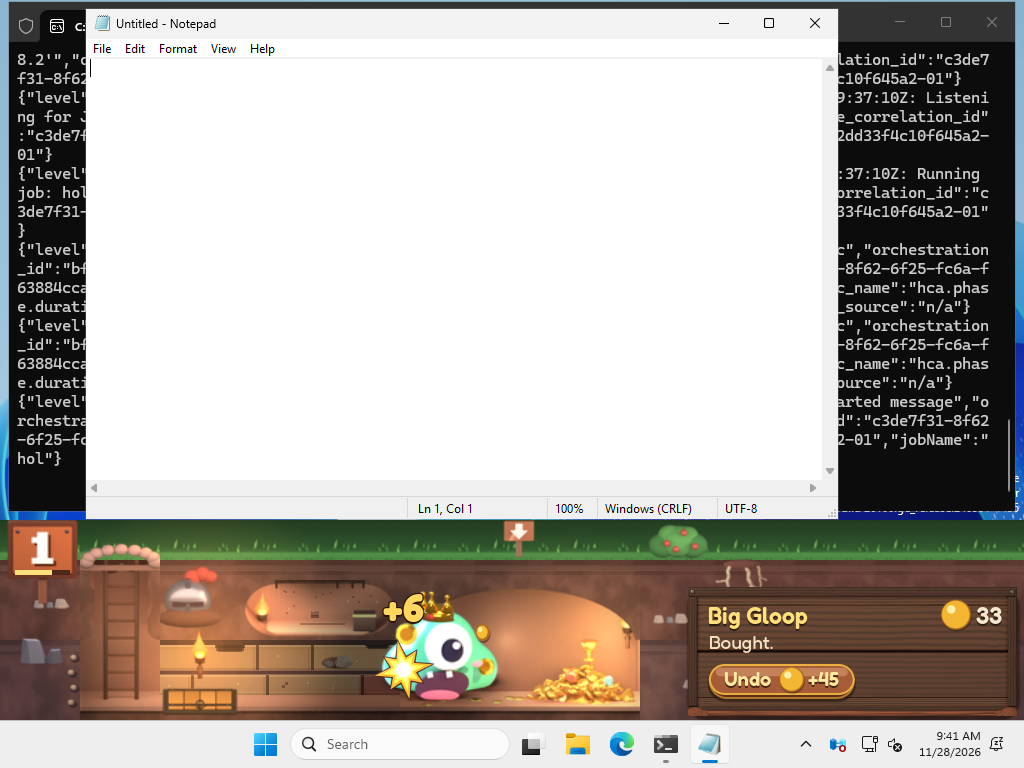 Untitled - Notepad
File Edit Format View Help
8.2'","c
lation_id":"c3de7
f31-8f62
c10f645a2-01"}
{"level"
9:37:10Z: Listeni
ng for J
e_correlation_id"
:"c3de7f
2dd33f4c10f645a2-
01"}
{"level"
:37:10Z: Running
job: hol
orrelation_id":"c
3de7f31-
33f4c10f645a2-01"
}
{"level"
c","orchestration
_id":"bf
-8f62-6f25-fc6a-f
63884cca
c_name":"hca.phas
e.durati
_source":"n/a"}
{"level"
c","orchestration
_id":"bf
-8f62-6f25-fc6a-f
63884cca
c_name":"hca.phas
e.durati
ource":"n/a"}
{"level"
arted message","o
rchestra
d":"c3de7f31-8f62
-6f25-fc
2-01","jobName":"
hol"}
Ln 1, Col 1 100% Windows (CRLF) UTF-8
1
+6
Big Gloop 33
Bought.
Undo +45
Search
9:41 AM
11/28/2026